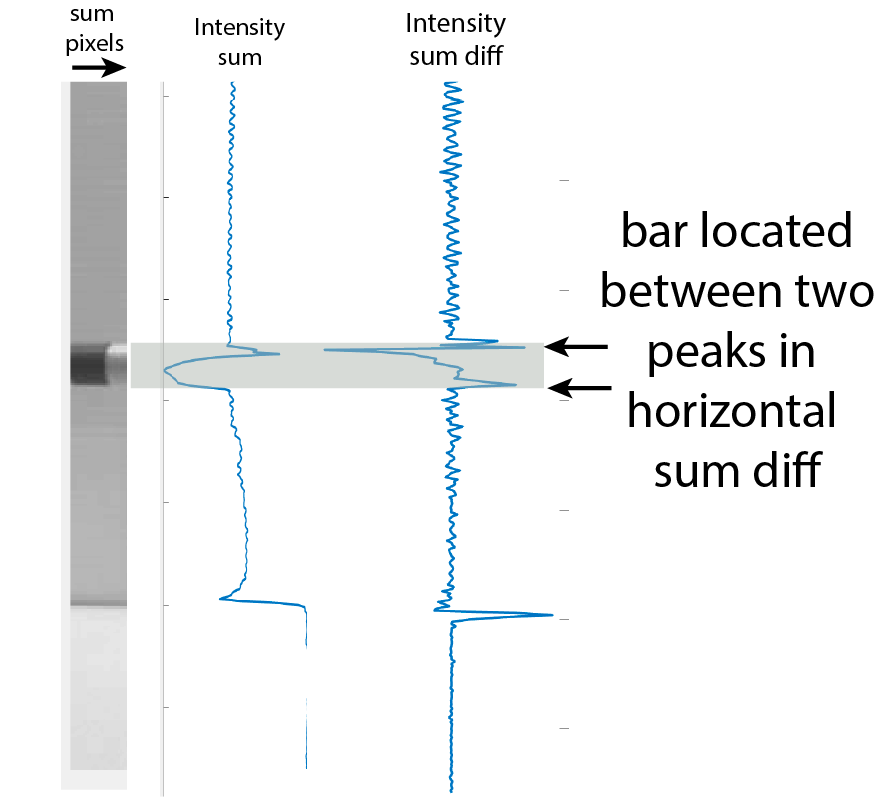 sum
pixels
Intensity
sum
Intensity
sum diff
bar located
between two
peaks in
horizontal
sum diff